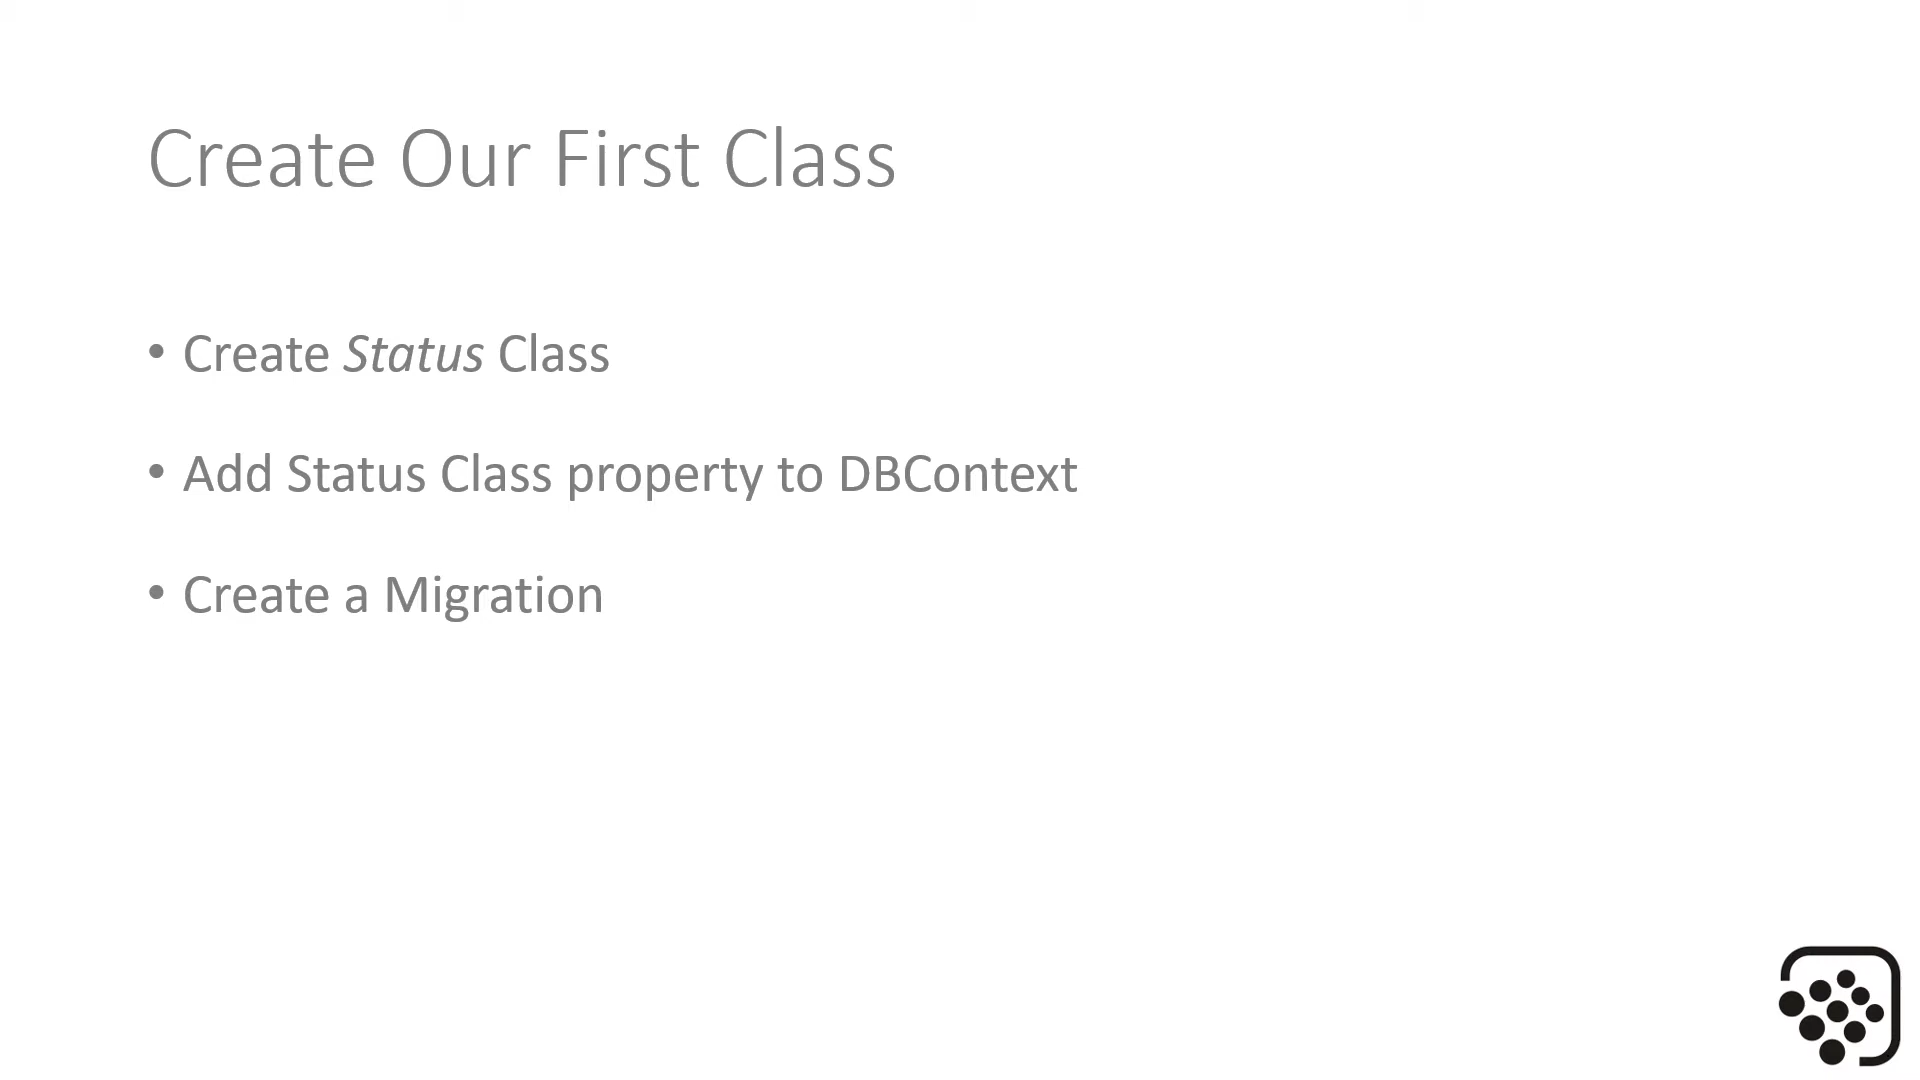 Create Our First Class
• Create Status Class
• Add Status Class property to DBContext
• Create a Migration